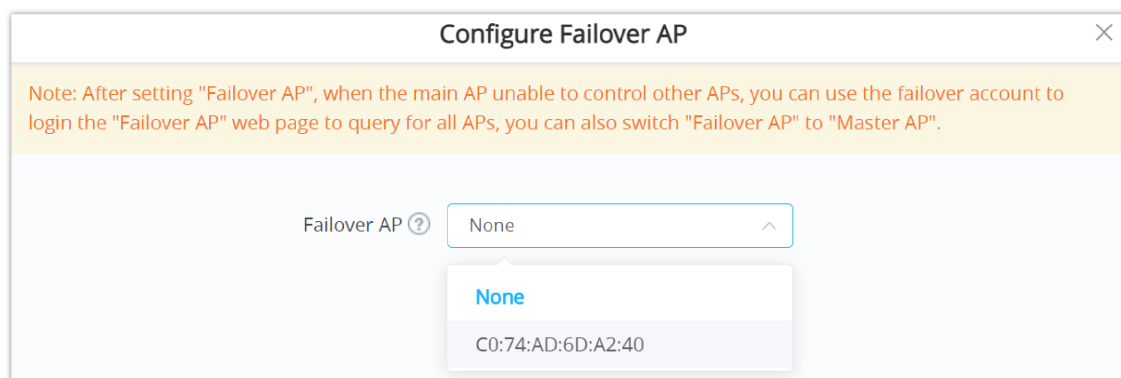 Configure Failover AP
Note: After setting "Failover AP", when the main AP unable to control other APs, you can use the failover account to
login the "Failover AP" web page to query for all APs, you can also switch "Failover AP" to "Master AP".
Failover AP ? None
None
C0:74:AD:6D:A2:40